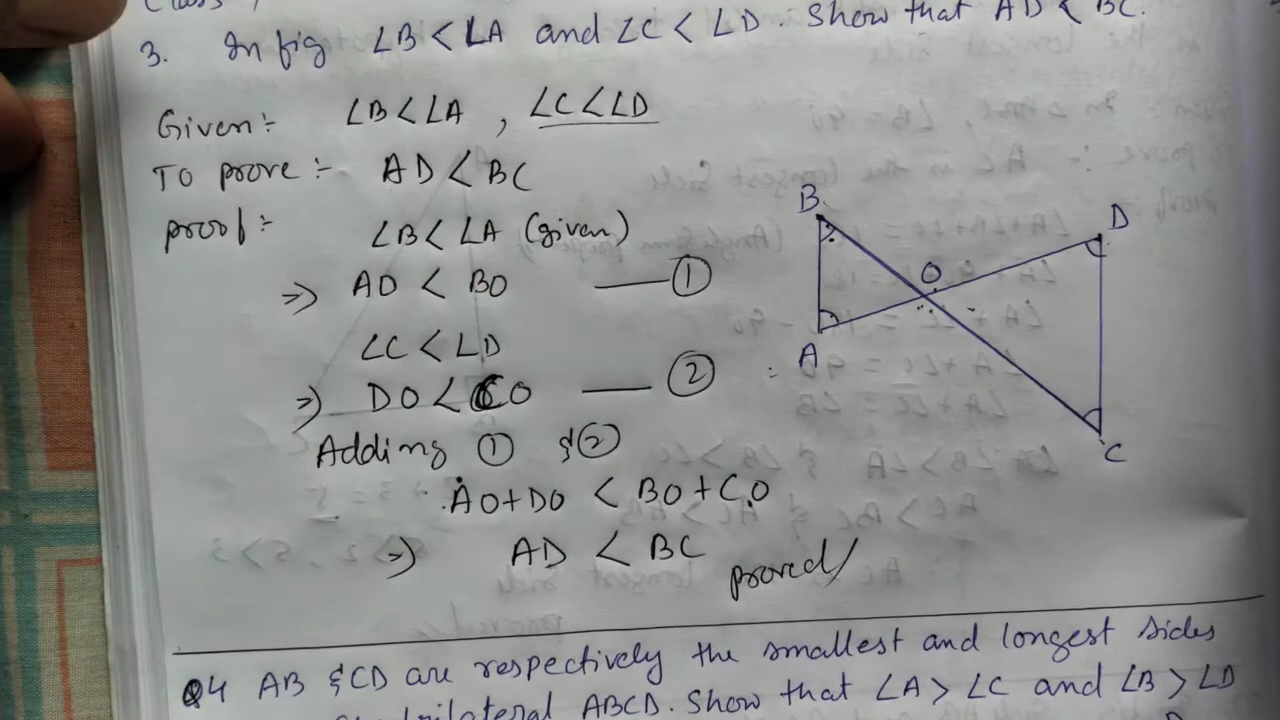 Class
3. In fig ∠B < ∠A and ∠C < ∠D. Show that AD < BC.
Given:- ∠B < ∠A , ∠C < ∠D
To prove :- AD < BC
proof :- ∠B < ∠A (given)
⇒ AO < BO —— ①
∠C < ∠D
⇒ DO < CO —— ②
Adding ① & ②
AO + DO < BO + CO
⇒ AD < BC
proved
B
D
O
A
C
Q4 AB & CD are respectively the smallest and longest sides
ABCD. Show that ∠A > ∠C and ∠B > ∠D